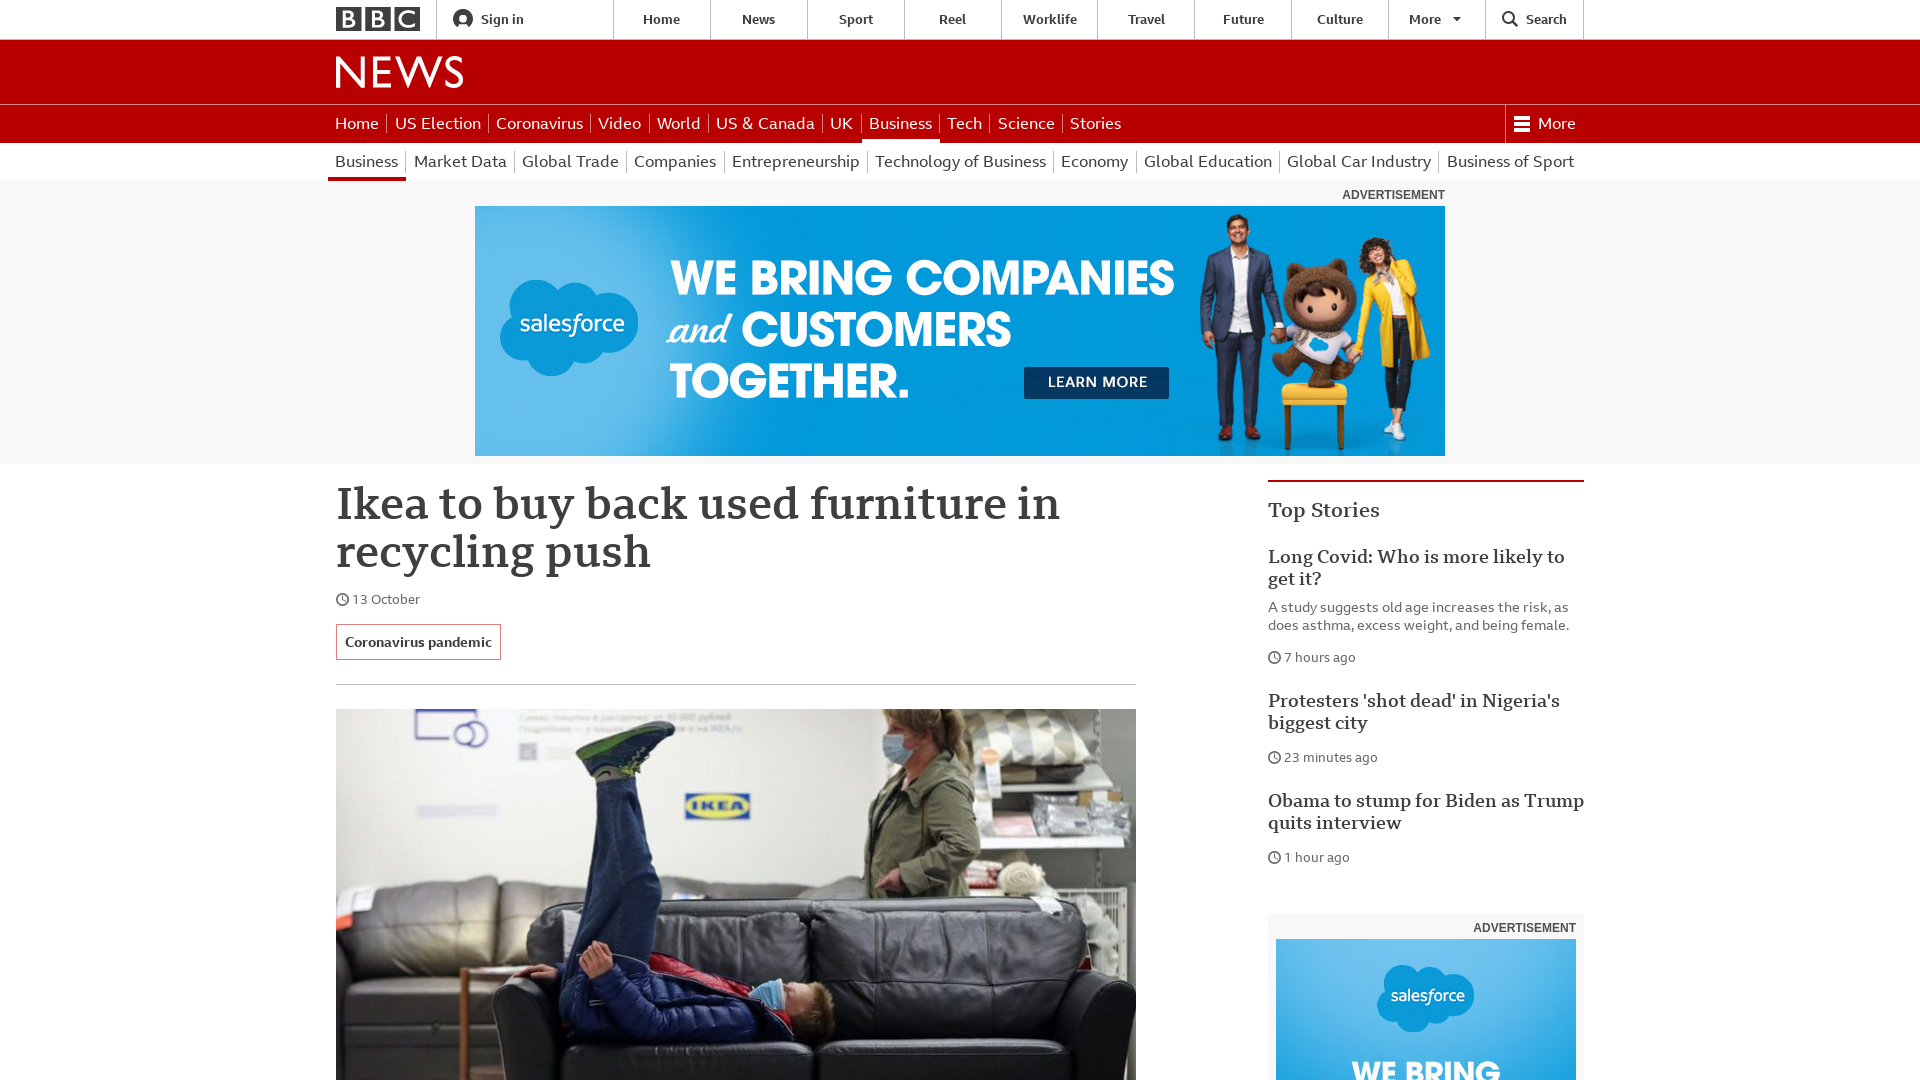 BBC
Sign in
Home
News
Sport
Reel
Worklife
Travel
Future
Culture
More
Search
NEWS
Home
US Election
Coronavirus
Video
World
US & Canada
UK
Business
Tech
Science
Stories
More
Business
Market Data
Global Trade
Companies
Entrepreneurship
Technology of Business
Economy
Global Education
Global Car Industry
Business of Sport
ADVERTISEMENT
salesforce
WE BRING COMPANIES
and CUSTOMERS
TOGETHER.
LEARN MORE
Ikea to buy back used furniture in
recycling push
13 October
Coronavirus pandemic
IKEA
Top Stories
Long Covid: Who is more likely to
get it?
A study suggests old age increases the risk, as
does asthma, excess weight, and being female.
7 hours ago
Protesters 'shot dead' in Nigeria's
biggest city
23 minutes ago
Obama to stump for Biden as Trump
quits interview
1 hour ago
ADVERTISEMENT
salesforce
WE BRING